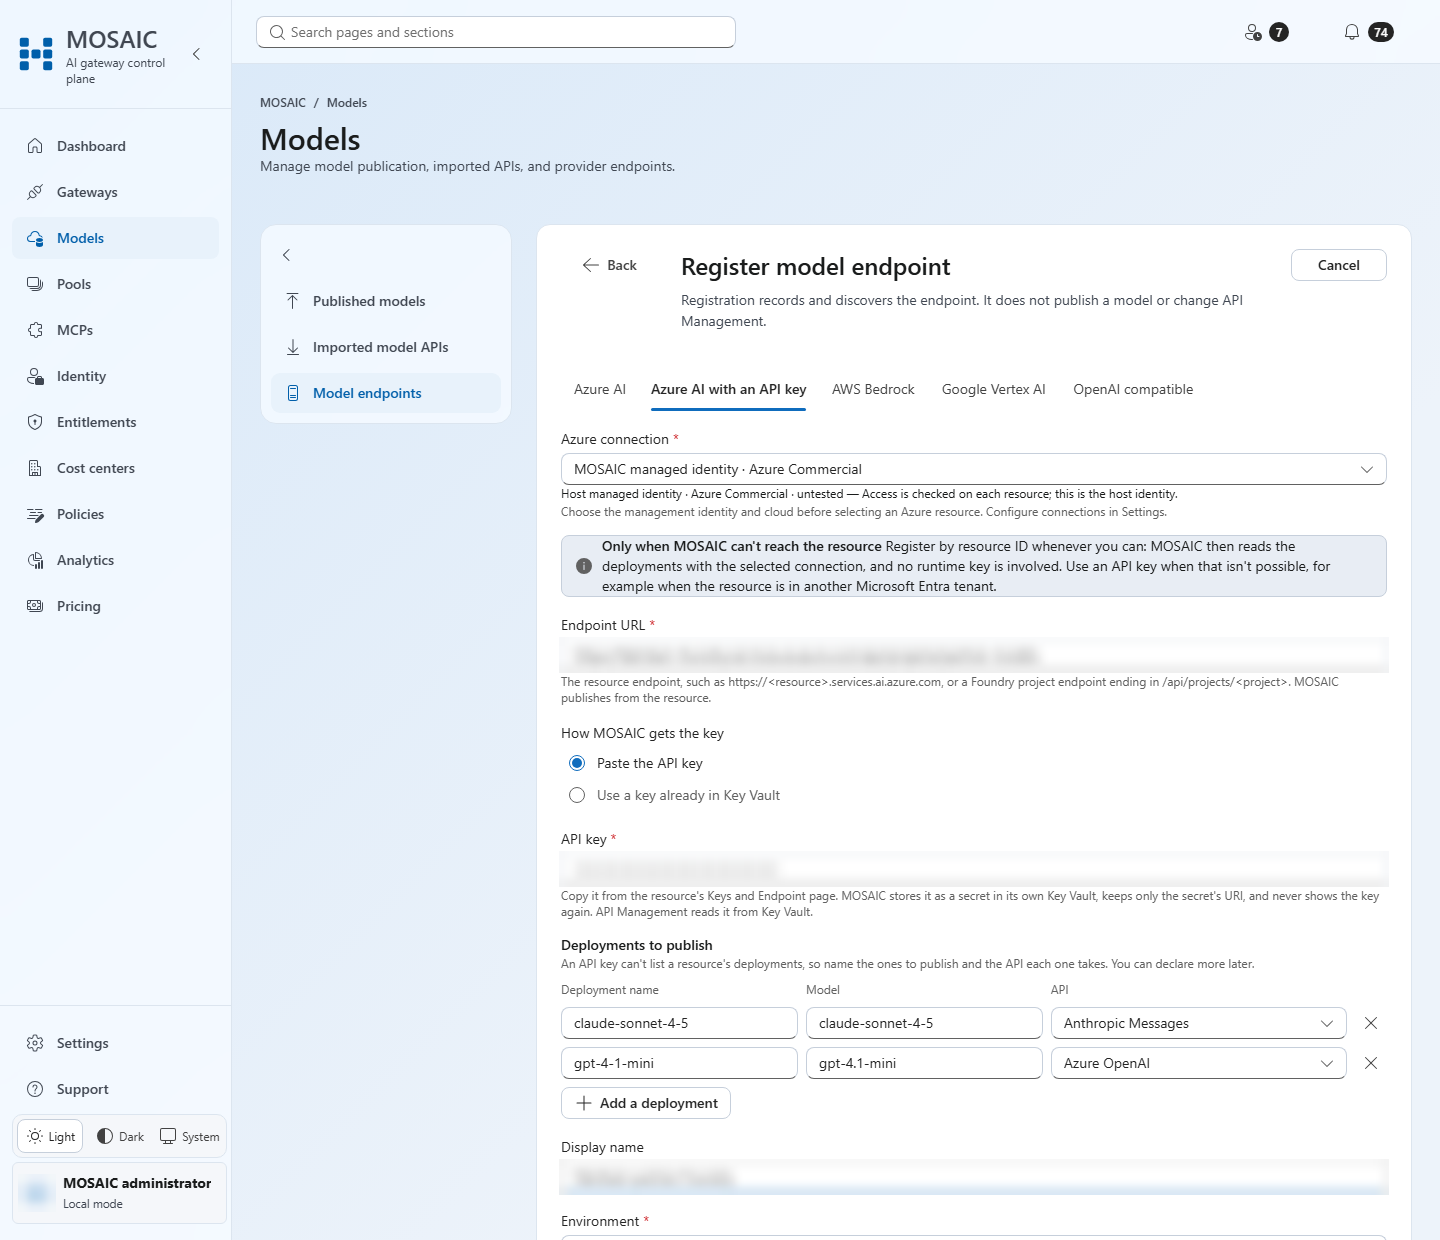 MOSAIC
AI gateway control
plane
Search pages and sections
7
74
Dashboard
Gateways
Models
Pools
MCPs
Identity
Entitlements
Cost centers
Policies
Analytics
Pricing
Settings
Support
Light
Dark
System
MOSAIC administrator
Local mode
MOSAIC / Models
Models
Manage model publication, imported APIs, and provider endpoints.
Published models
Imported model APIs
Model endpoints
Back
Register model endpoint
Cancel
Registration records and discovers the endpoint. It does not publish a model or change API
Management.
Azure AI
Azure AI with an API key
AWS Bedrock
Google Vertex AI
OpenAI compatible
Azure connection *
MOSAIC managed identity · Azure Commercial
Host managed identity · Azure Commercial · untested — Access is checked on each resource; this is the host identity.
Choose the management identity and cloud before selecting an Azure resource. Configure connections in Settings.
Only when MOSAIC can't reach the resource Register by resource ID whenever you can: MOSAIC then reads the
deployments with the selected connection, and no runtime key is involved. Use an API key when that isn't possible, for
example when the resource is in another Microsoft Entra tenant.
Endpoint URL *
The resource endpoint, such as https://<resource>.services.ai.azure.com, or a Foundry project endpoint ending in /api/projects/<project>. MOSAIC
publishes from the resource.
How MOSAIC gets the key
Paste the API key
Use a key already in Key Vault
API key *
Copy it from the resource's Keys and Endpoint page. MOSAIC stores it as a secret in its own Key Vault, keeps only the secret's URI, and never shows the key
again. API Management reads it from Key Vault.
Deployments to publish
An API key can't list a resource's deployments, so name the ones to publish and the API each one takes. You can declare more later.
Deployment name Model API
claude-sonnet-4-5 claude-sonnet-4-5 Anthropic Messages
gpt-4-1-mini gpt-4.1-mini Azure OpenAI
Add a deployment
Display name
Environment *